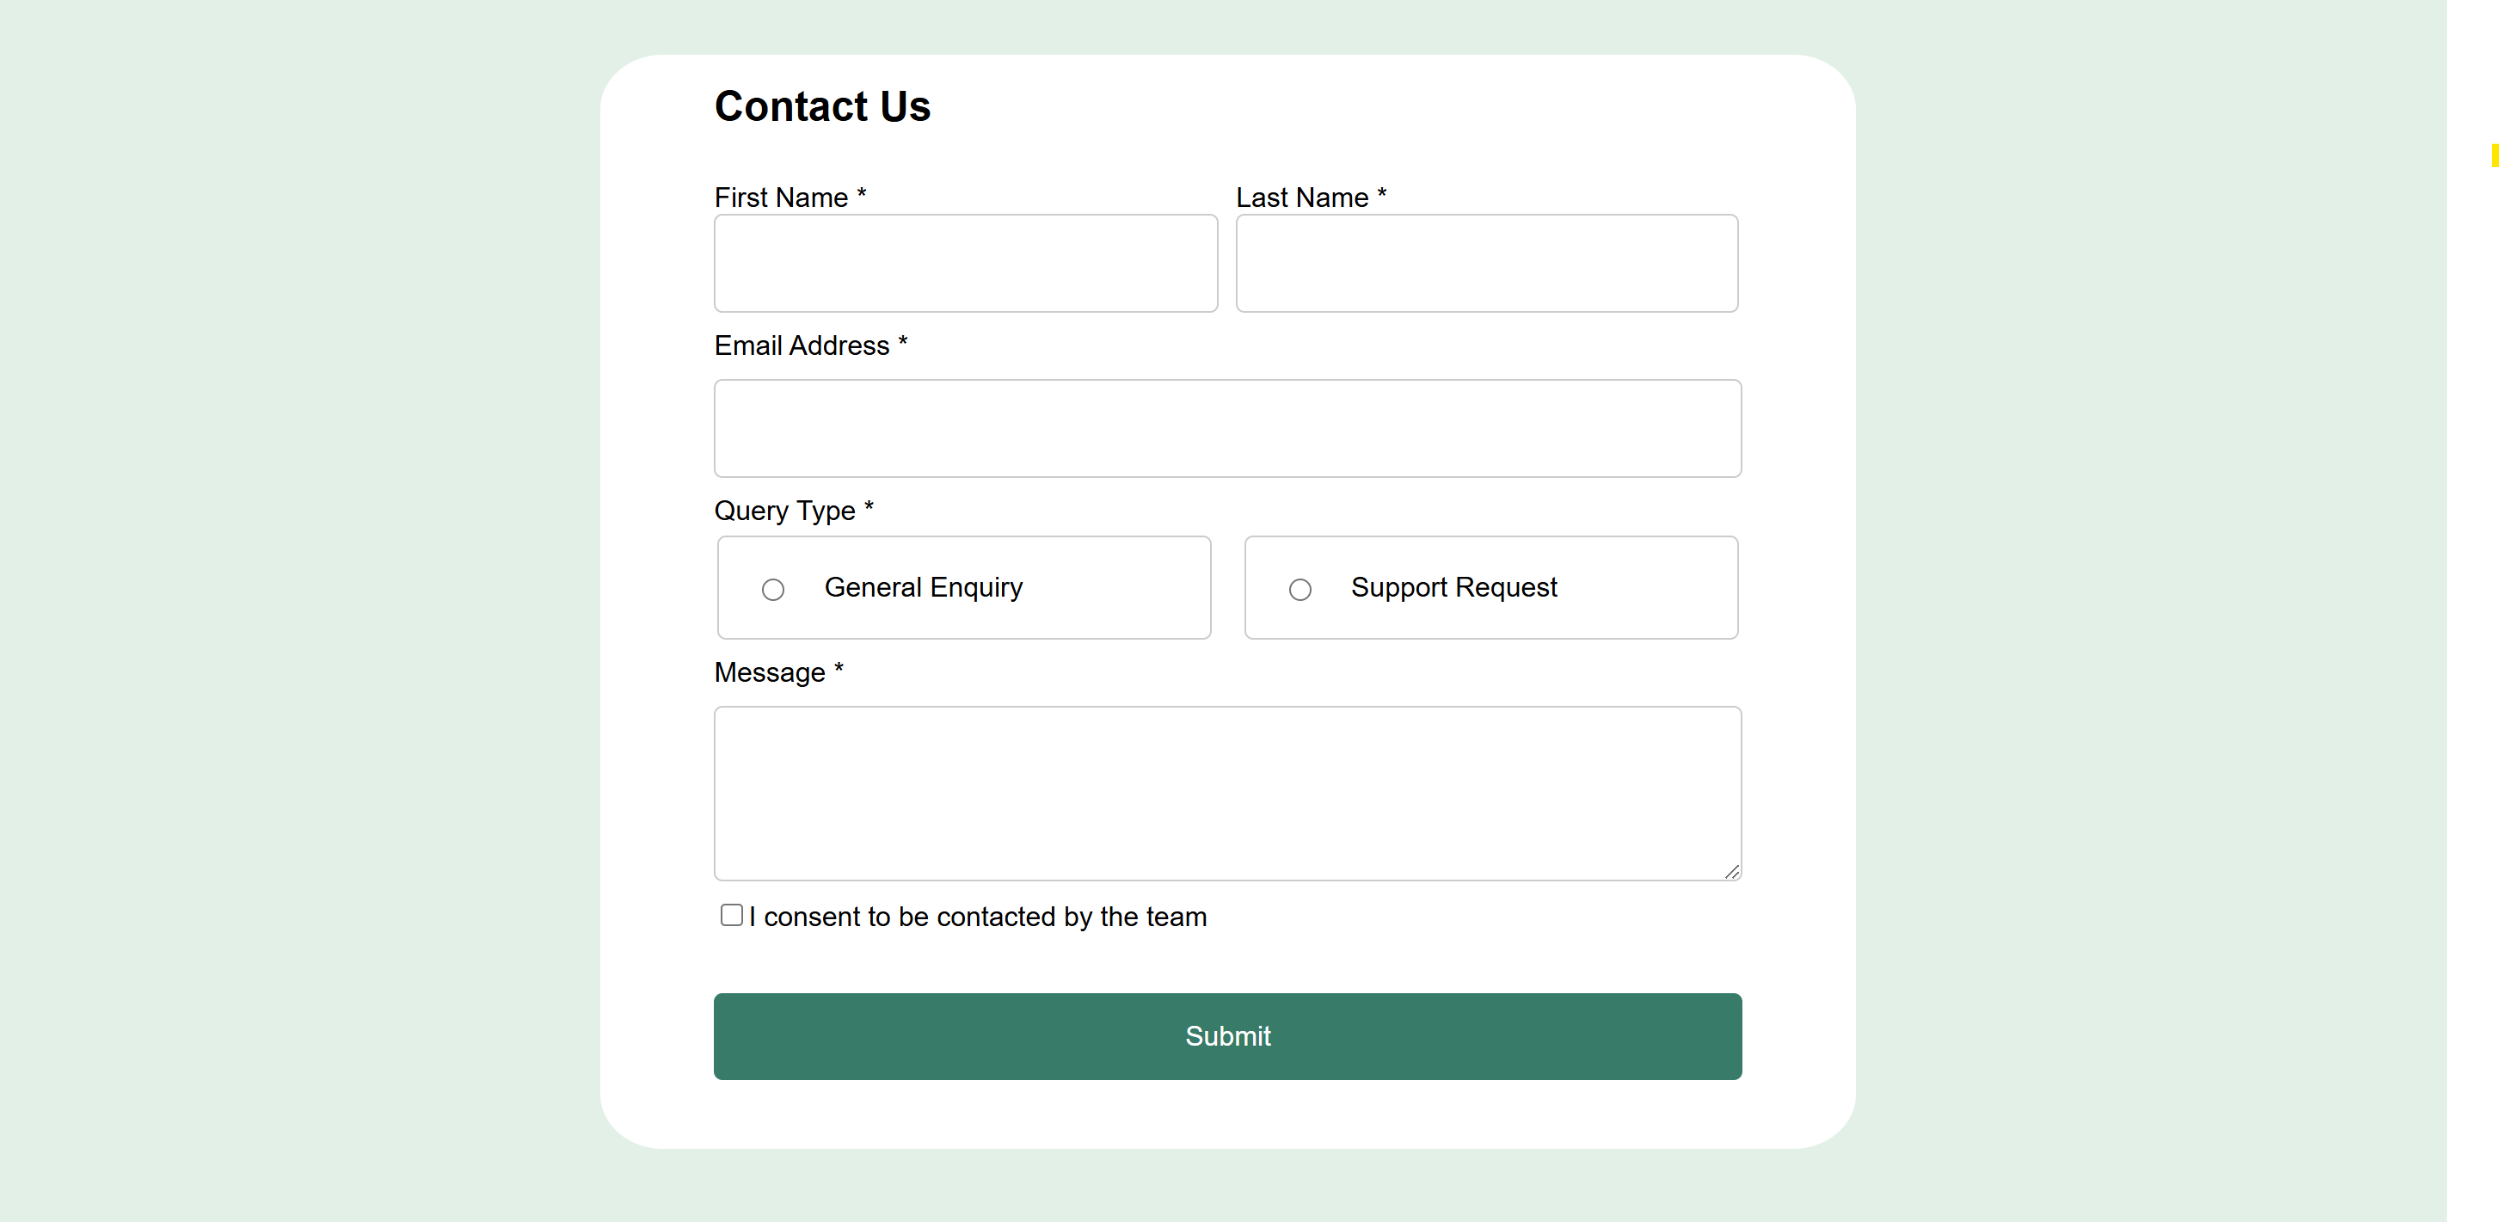 Contact Us
First Name * Last Name *
Email Address *
Query Type *
General Enquiry Support Request
Message *
I consent to be contacted by the team
Submit